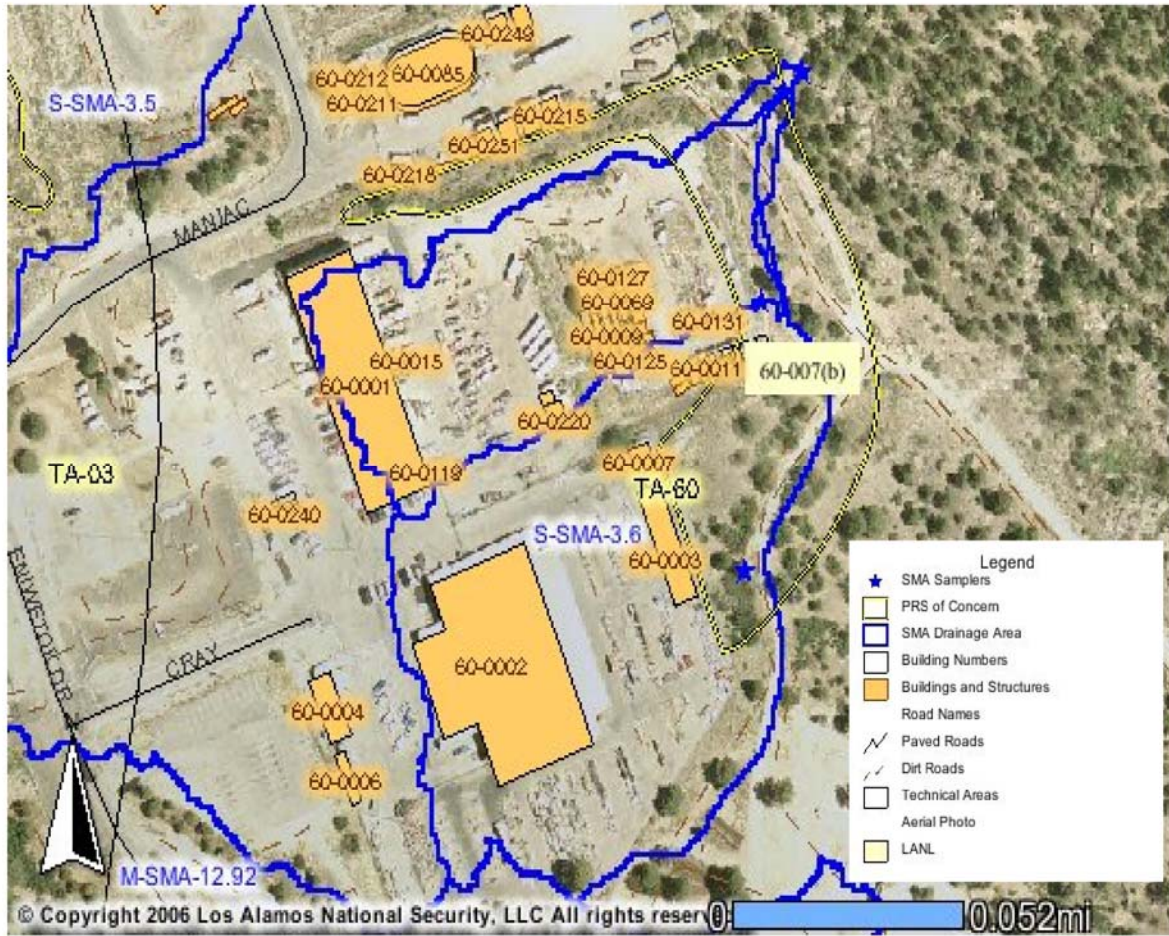 60-0249
60-0212
60-0085
60-0211
S-SMA-3.5
60-0215
60-0251
60-0218
MANIAC
60-0127
60-0069
60-0131
60-0009
60-0015
60-0125
60-0011
60-007(b)
60-0001
60-0220
60-0119
60-0007
TA-03
TA-60
60-0240
S-SMA-3.6
60-0003
ENIWETOK DR
CRAY
60-0002
60-0004
60-0006
M-SMA-12.92
Legend
SMA Samplers
PRS of Concern
SMA Drainage Area
Building Numbers
Buildings and Structures
Road Names
Paved Roads
Dirt Roads
Technical Areas
Aerial Photo
LANL
© Copyright 2006 Los Alamos National Security, LLC All rights reserve
0
0.052mi